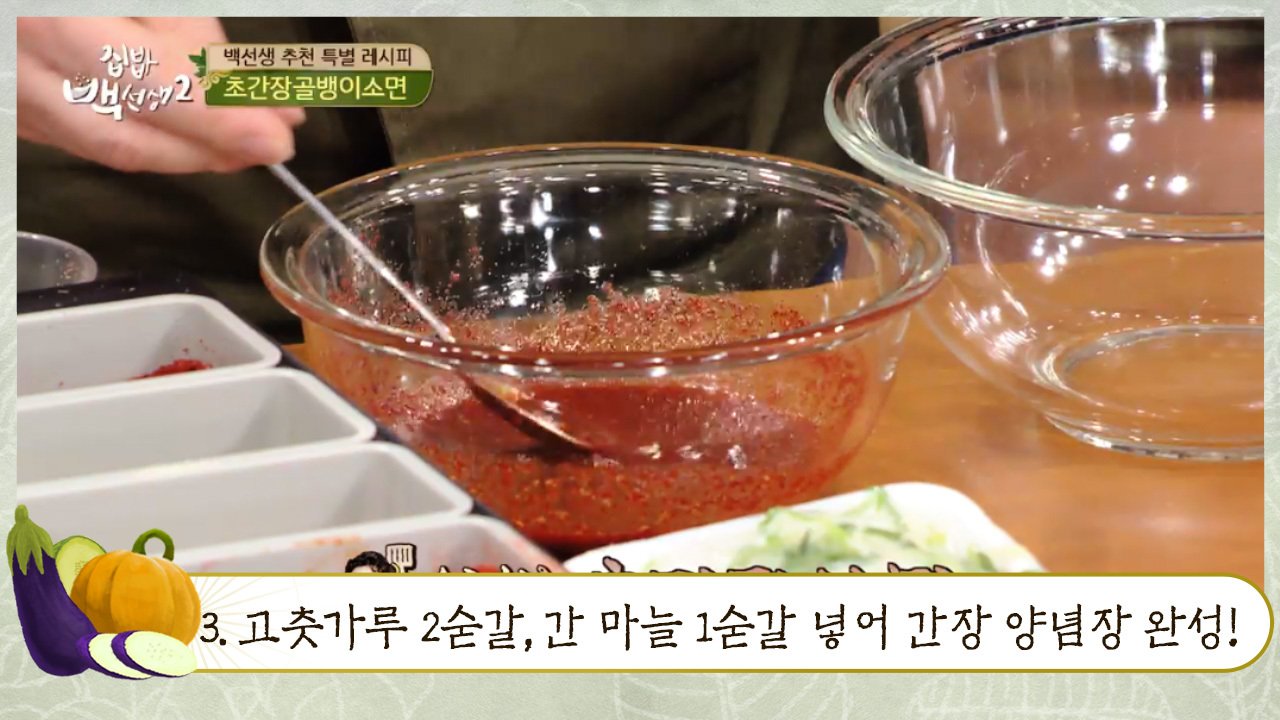 집밥
백선생2
백선생 추천 특별 레시피
초간장골뱅이소면
3. 고춧가루 2숟갈, 간 마늘 1숟갈 넣어 간장 양념장 완성!